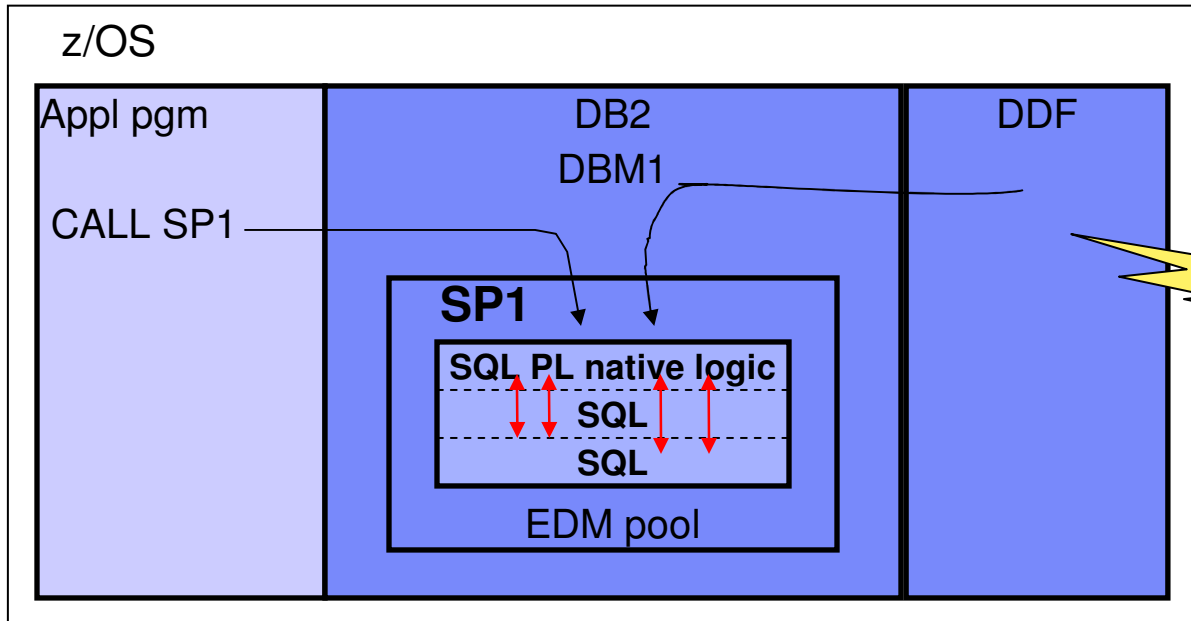 z/OS
Appl pgm
DB2
DDF
DBM1
CALL SP1
SP1
SQL PL native logic
SQL
SQL
EDM pool